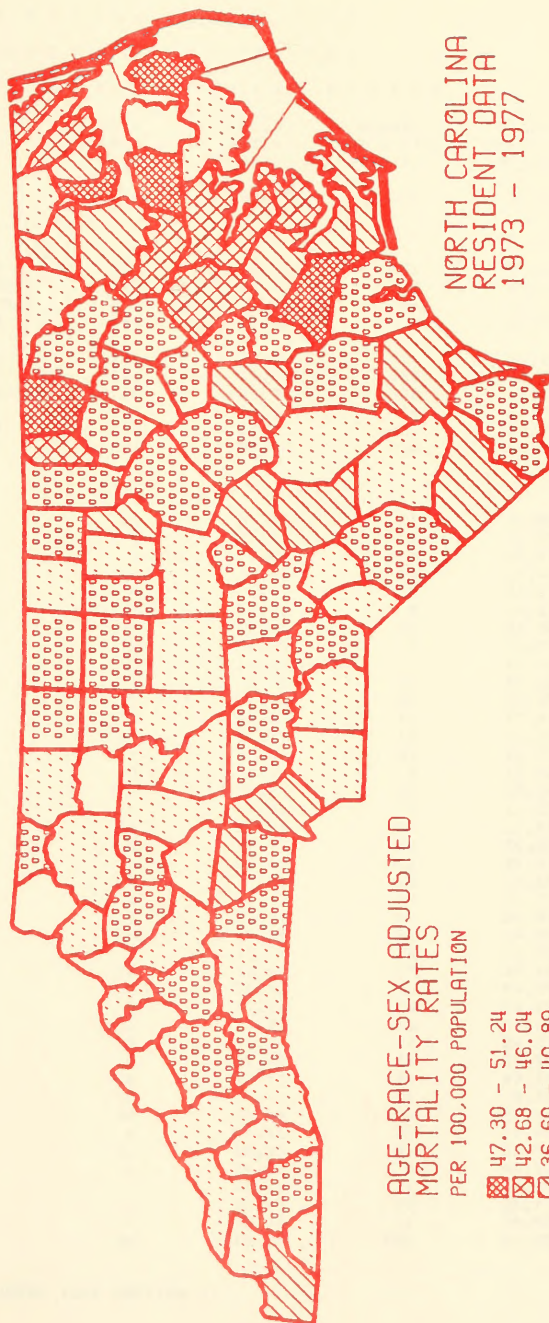 NORTH CAROLINA
RESIDENT DATA
1973 - 1977
AGE-RACE-SEX ADJUSTED
MORTALITY RATES
PER 100,000 POPULATION
47.30 - 51.24
42.68 - 46.04